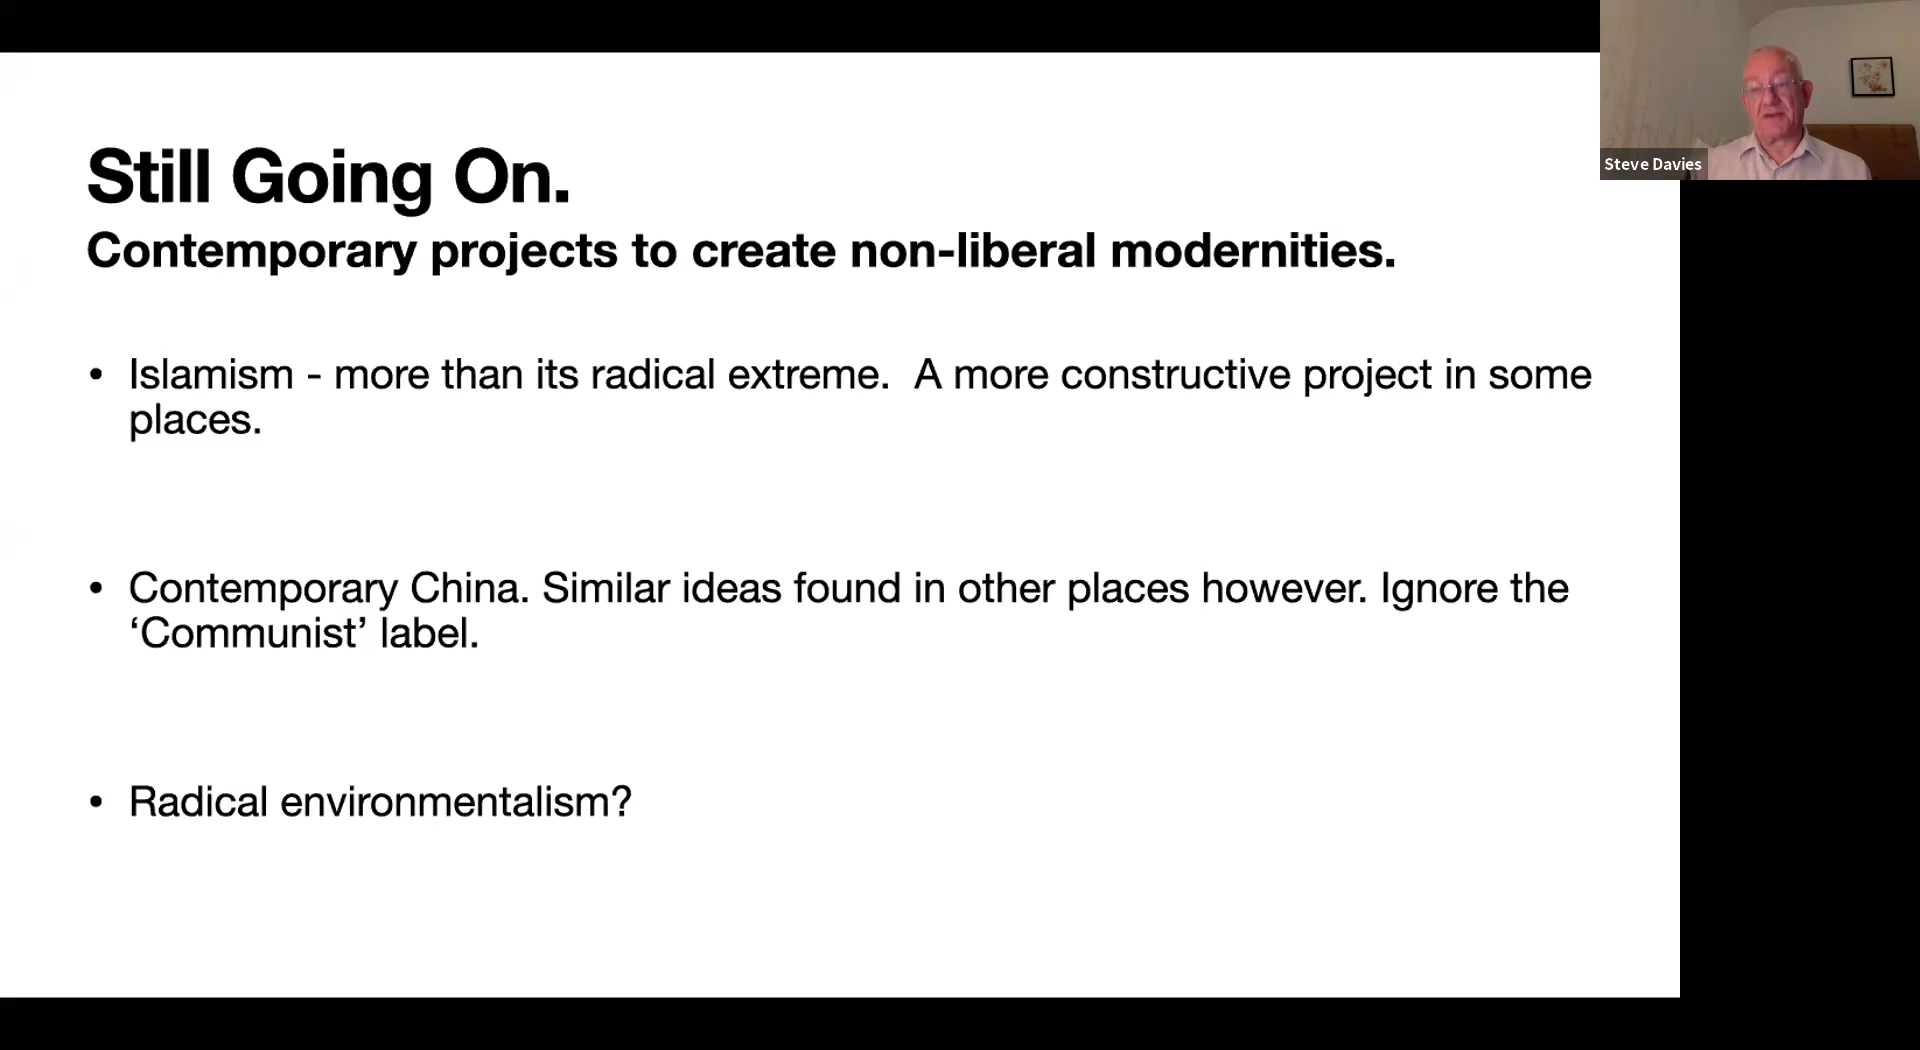 Still Going On.
Contemporary projects to create non-liberal modernities.
• Islamism - more than its radical extreme.  A more constructive project in some
places.
• Contemporary China. Similar ideas found in other places however. Ignore the
‘Communist’ label.
• Radical environmentalism?
Steve Davies